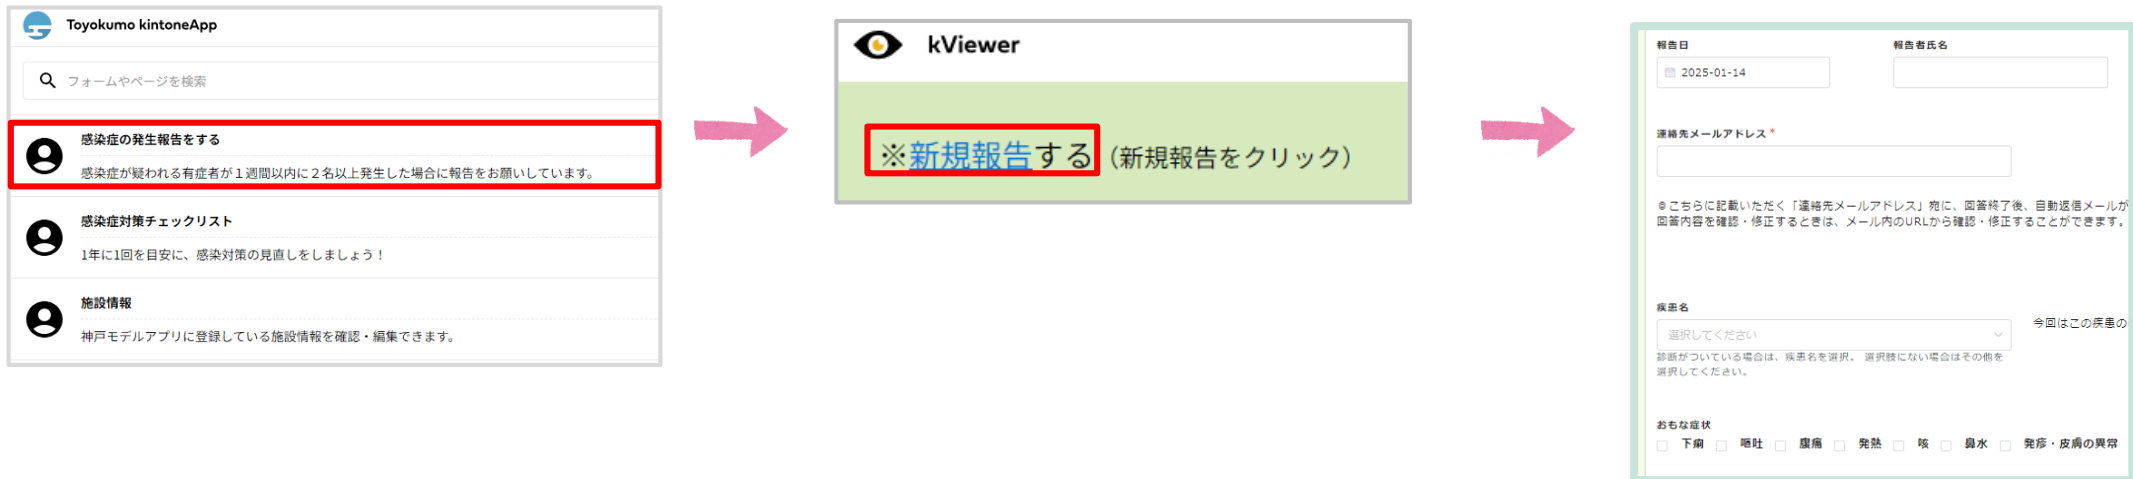 Toyokumo kintoneApp
フォームやページを検索
感染症の発生報告をする
感染症が疑われる有症者が1週間以内に2名以上発生した場合に報告をお願いしています。
感染症対策チェックリスト
1年に1回を目安に、感染対策の見直しをしましょう!
施設情報
神戸モデルアプリに登録している施設情報を確認・編集できます。
kViewer
※新規報告する(新規報告をクリック)
報告日 報告者氏名
2025-01-14
連絡先メールアドレス *
※こちらに記載いただく「連絡先メールアドレス」宛に、回答終了後、自動返信メールが
回答内容を確認・修正するときは、メール内のURLから確認・修正することができます。
疾患名
選択してください
今回はこの疾患の
診断がついている場合は、疾患名を選択。 選択肢にない場合はその他を
選択してください。
おもな症状
下痢 嘔吐 腹痛 発熱 咳 鼻水 発疹・皮膚の異常